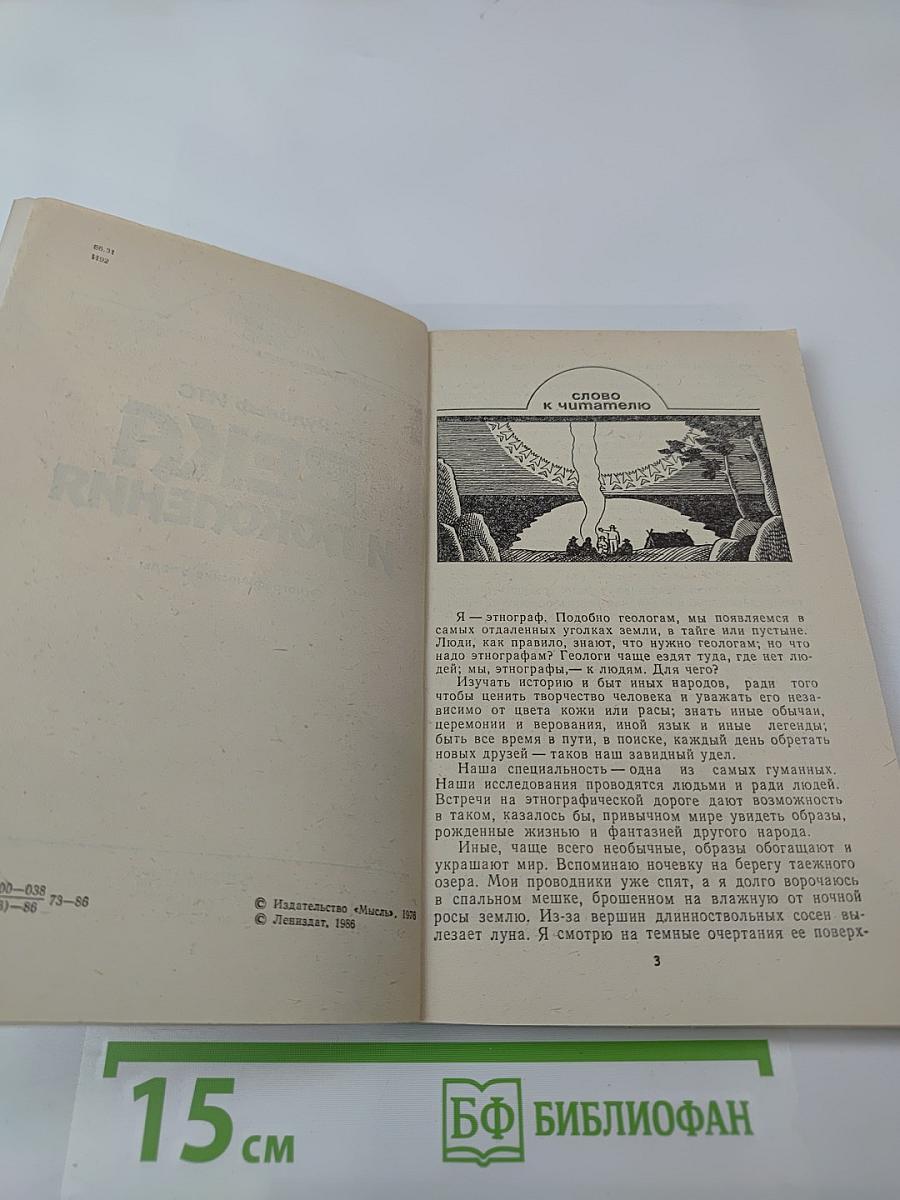 86.31
И92
00—038
)—86 73—86
© Издательство «Мысль», 1978
© Лениздат, 1986
СЛОВО
К ЧИТАТЕЛЮ
Я — этнограф. Подобно геологам, мы появляемся в
самых отдаленных уголках земли, в тайге или пустыне.
Люди, как правило, знают, что нужно геологам; но что
надо этнографам? Геологи чаще ездят туда, где нет лю-
дей; мы, этнографы,— к людям. Для чего?
Изучать историю и быт иных народов, ради того
чтобы ценить творчество человека и уважать его неза-
висимо от цвета кожи или расы; знать иные обычаи,
церемонии и верования, иной язык и иные легенды;
быть все время в пути, в поиске, каждый день обретать
новых друзей — таков наш завидный удел.
Наша специальность — одна из самых гуманных.
Наши исследования проводятся людьми и ради людей.
Встречи на этнографической дороге дают возможность
в таком, казалось бы, привычном мире увидеть образы,
рожденные жизнью и фантазией другого народа.
Иные, чаще всего необычные, образы обогащают и
украшают мир. Вспоминаю ночевку на берегу таежного
озера. Мои проводники уже спят, а я долго ворочаюсь
в спальном мешке, брошенном на влажную от ночной
росы землю. Из-за вершин длинноствольных сосен вы-
лезает луна. Я смотрю на темные очертания ее поверх-
3
15 см
БФ БИБЛИОФАН